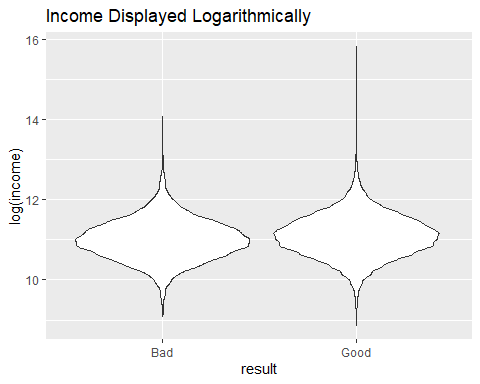 Income Displayed Logarithmically
16
14
12
10
log(income)
Bad Good
result